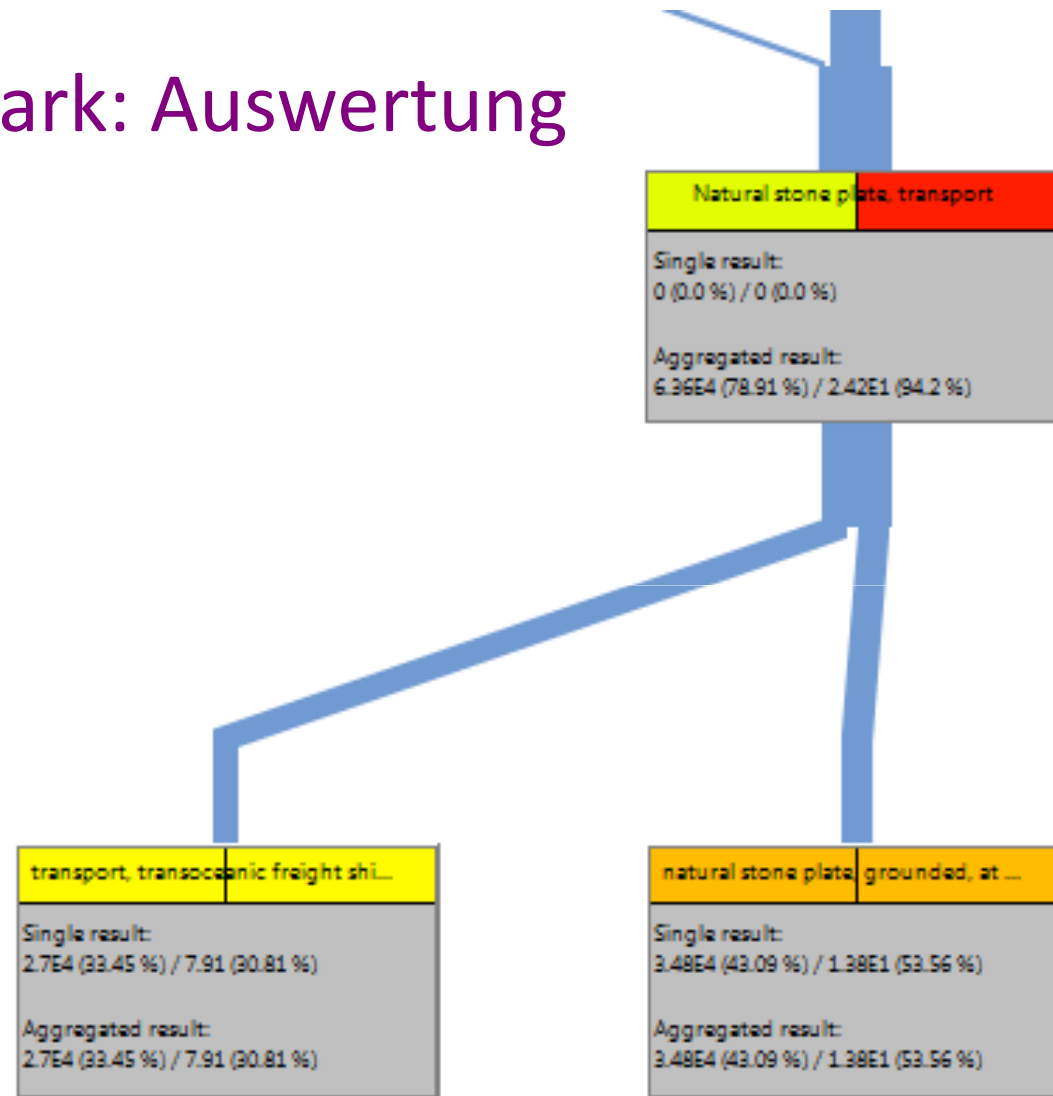 ark: Auswertung
Natural stone plate, transport
Single result:
0 (0.0 %) / 0 (0.0 %)
Aggregated result:
6.36E4 (78.91 %) / 2.42E1 (94.2 %)
transport, transoceanic freight shi...
Single result:
2.7E4 (33.45 %) / 7.91 (30.81 %)
Aggregated result:
2.7E4 (33.45 %) / 7.91 (30.81 %)
natural stone plate, grounded, at ...
Single result:
3.48E4 (43.09 %) / 1.38E1 (53.56 %)
Aggregated result:
3.48E4 (43.09 %) / 1.38E1 (53.56 %)